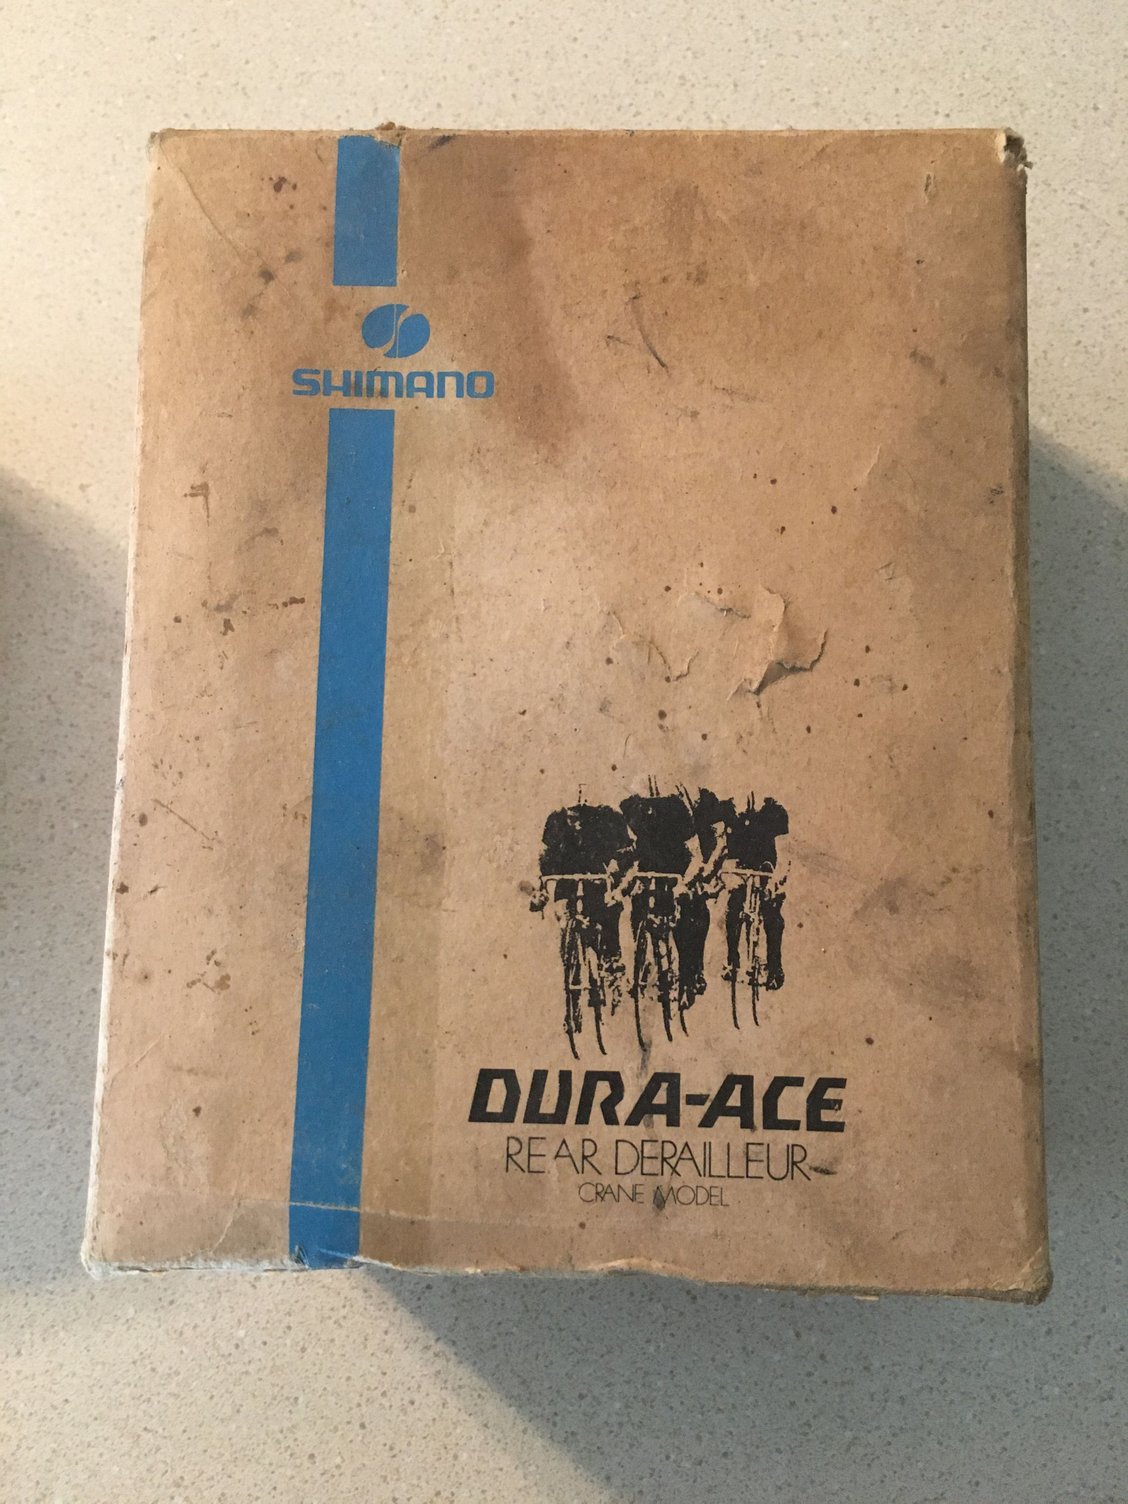 SHIMANO
DURA-ACE
REAR DERAILLEUR
CRANE MODEL